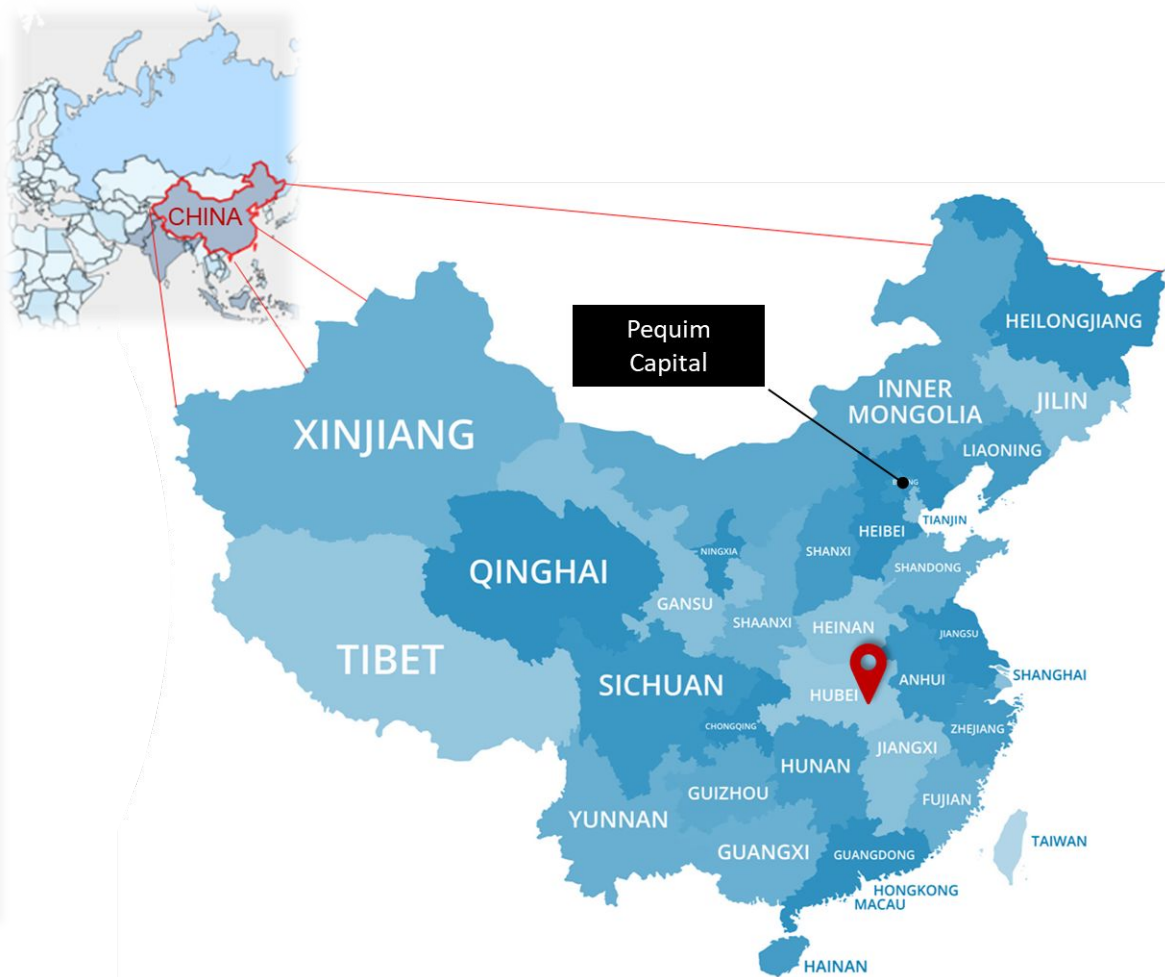 CHINA
Pequim
Capital
HEILONGJIANG
INNER
MONGOLIA
JILIN
XINJIANG
LIAONING
TIANJIN
HEIBEI
NINGXIA
SHANXI
QINGHAI
SHANDONG
GANSU
SHAANXI
HEINAN
JIANGSU
TIBET
SICHUAN
HUBEI
ANHUI
SHANGHAI
CHONGQING
ZHEJIANG
JIANGXI
HUNAN
GUIZHOU
FUJIAN
YUNNAN
GUANGXI
GUANGDONG
TAIWAN
HONGKONG
MACAU
HAINAN